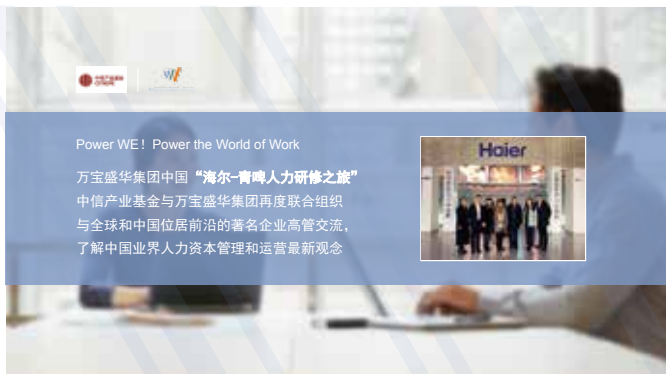 Power WE！Power the World of Work
万宝盛华集团中国“海尔-青啤人力研修之旅”
中信产业基金与万宝盛华集团再度联合组织
与全球和中国位居前沿的著名企业高管交流，
了解中国业界人力资本管理和运营最新观念
Haier